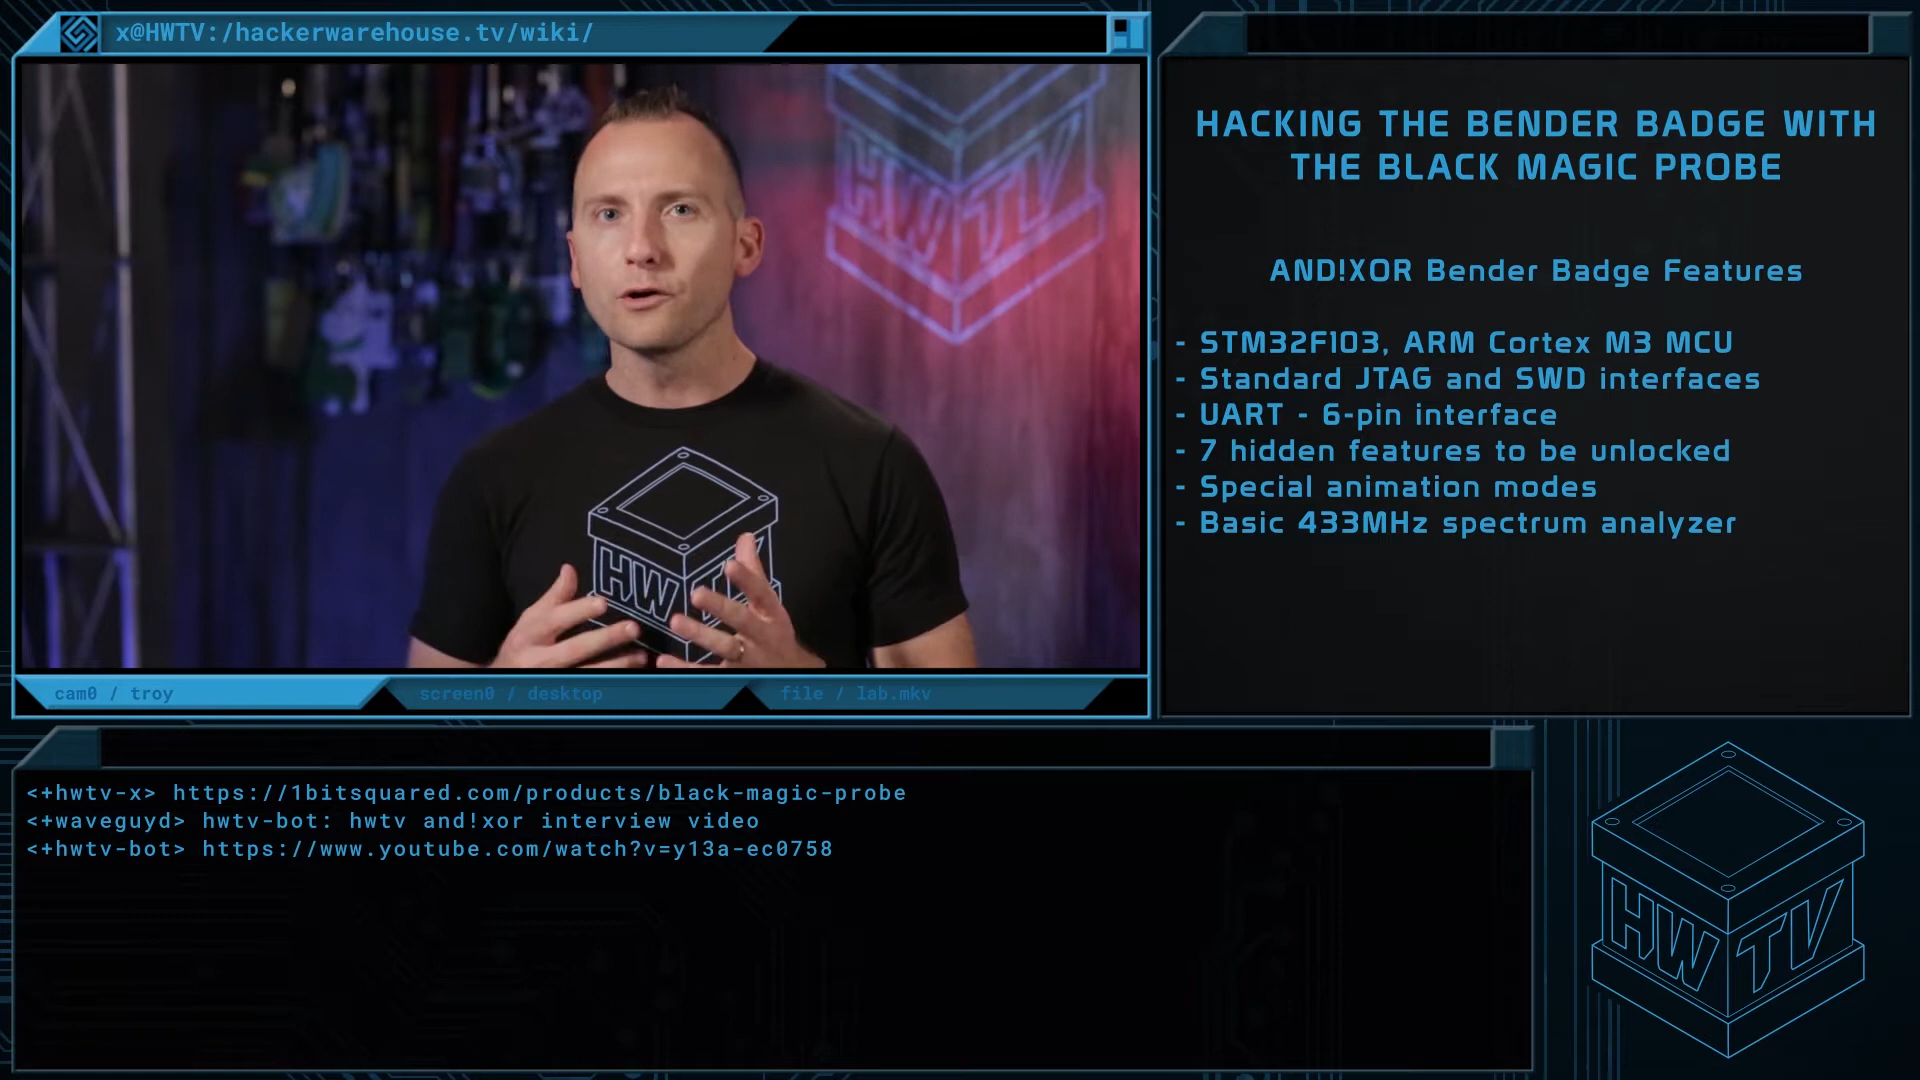 x@HWTV:/hackerwarehouse.tv/wiki/
HWTV
HWTV
cam0 / troy
screen0 / desktop
file / lab.mkv
HACKING THE BENDER BADGE WITH
THE BLACK MAGIC PROBE
AND!XOR Bender Badge Features
- STM32F103, ARM Cortex M3 MCU
- Standard JTAG and SWD interfaces
- UART - 6-pin interface
- 7 hidden features to be unlocked
- Special animation modes
- Basic 433MHz spectrum analyzer
<+hwtv-x> https://1bitsquared.com/products/black-magic-probe
<+waveguyd> hwtv-bot: hwtv and!xor interview video
<+hwtv-bot> https://www.youtube.com/watch?v=y13a-ec0758
HWTV